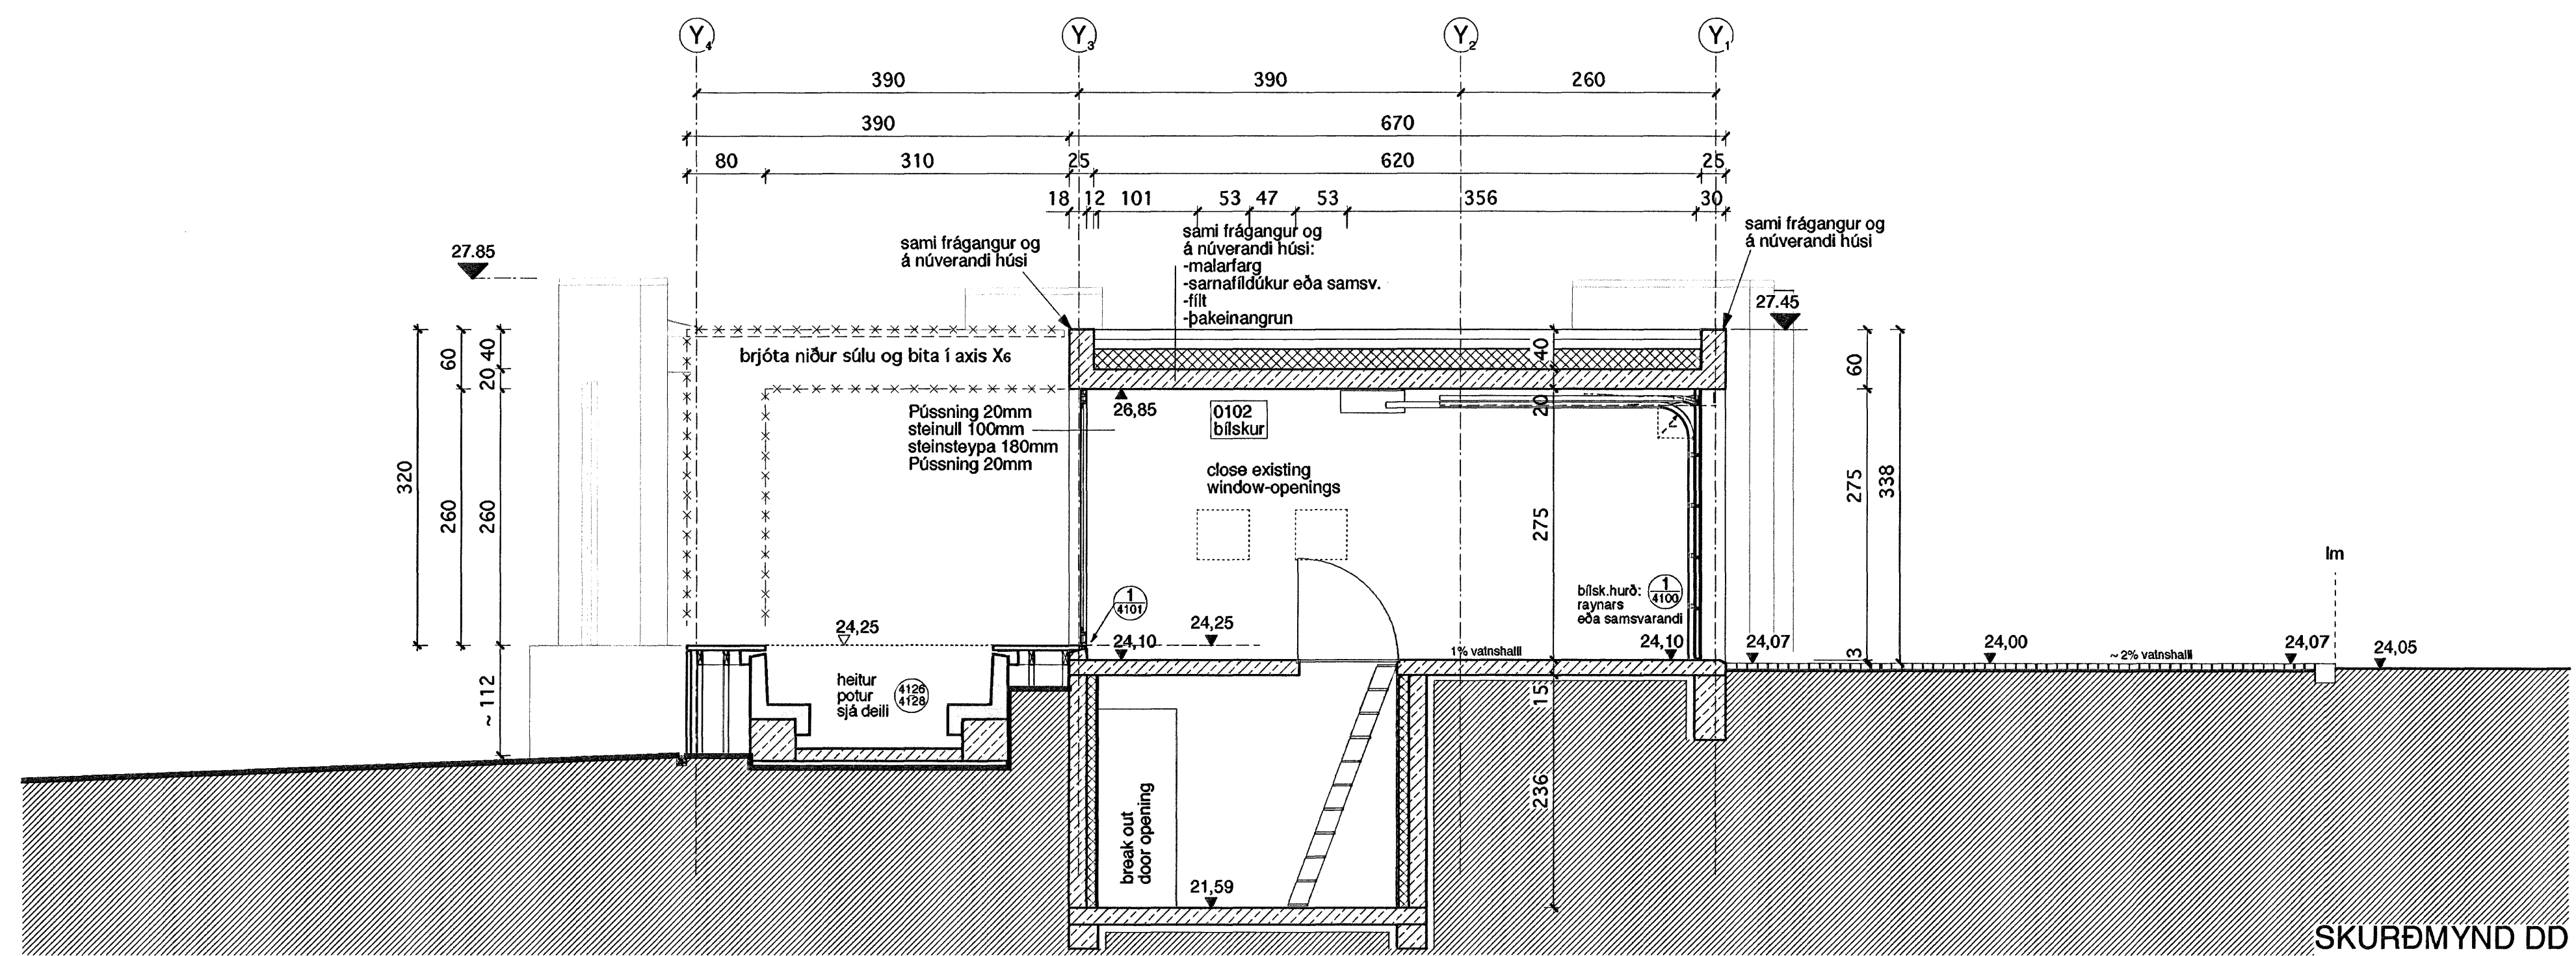 Y4 Y3 Y2 Y1
390 390 260
390 670
80 310 25 620 25
18 12 101 53 47 53 356 30
sami frágangur og
á núverandi húsi
sami frágangur og
á núverandi húsi:
-malarfarg
-sarnafíldúkur eða samsv.
-fílt
-þakeinangrun
sami frágangur og
á núverandi húsi
27.85
27.45
brjóta niður súlu og bita í axis X6
320
60
260
40
20
260
~112
40
20
275
15
236
60
275
3
338
Pússning 20mm
steinull 100mm
steinsteypa 180mm
Pússning 20mm
26,85
0102
bílskur
2
close existing
window-openings
1
4101
bílsk.hurð:
raynars
eða samsvarandi
1
4100
24,25
24,25
24,10
1% vatnshalli
24,10
24,07
24,00
~2% vatnshalli
24,07
lm
24,05
heitur
potur
sjá deili
4126
4128
break out
door opening
21,59
SKURÐMYND DD